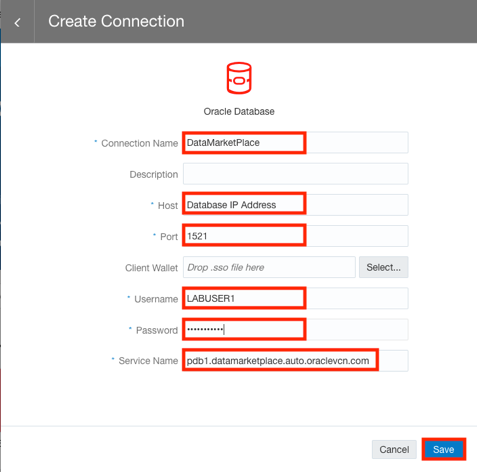 Create Connection
Oracle Database
* Connection Name DataMarketPlace
Description
* Host Database IP Address
* Port 1521
Client Wallet Drop .sso file here Select...
* Username LABUSER1
* Password •••••••••••
* Service Name pdb1.datamarketplace.auto.oraclevcn.com
Cancel Save